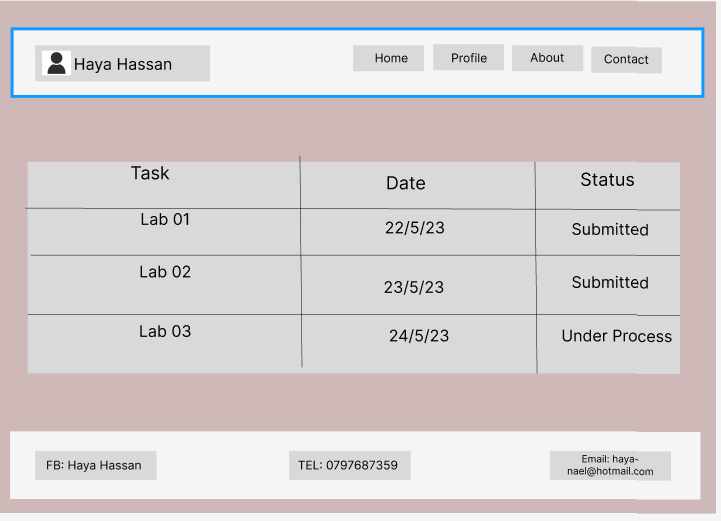 Haya Hassan
Home
Profile
About
Contact
Task
Date
Status
Lab 01
22/5/23
Submitted
Lab 02
23/5/23
Submitted
Lab 03
24/5/23
Under Process
FB: Haya Hassan
TEL: 0797687359
Email: haya-
nael@hotmail.com